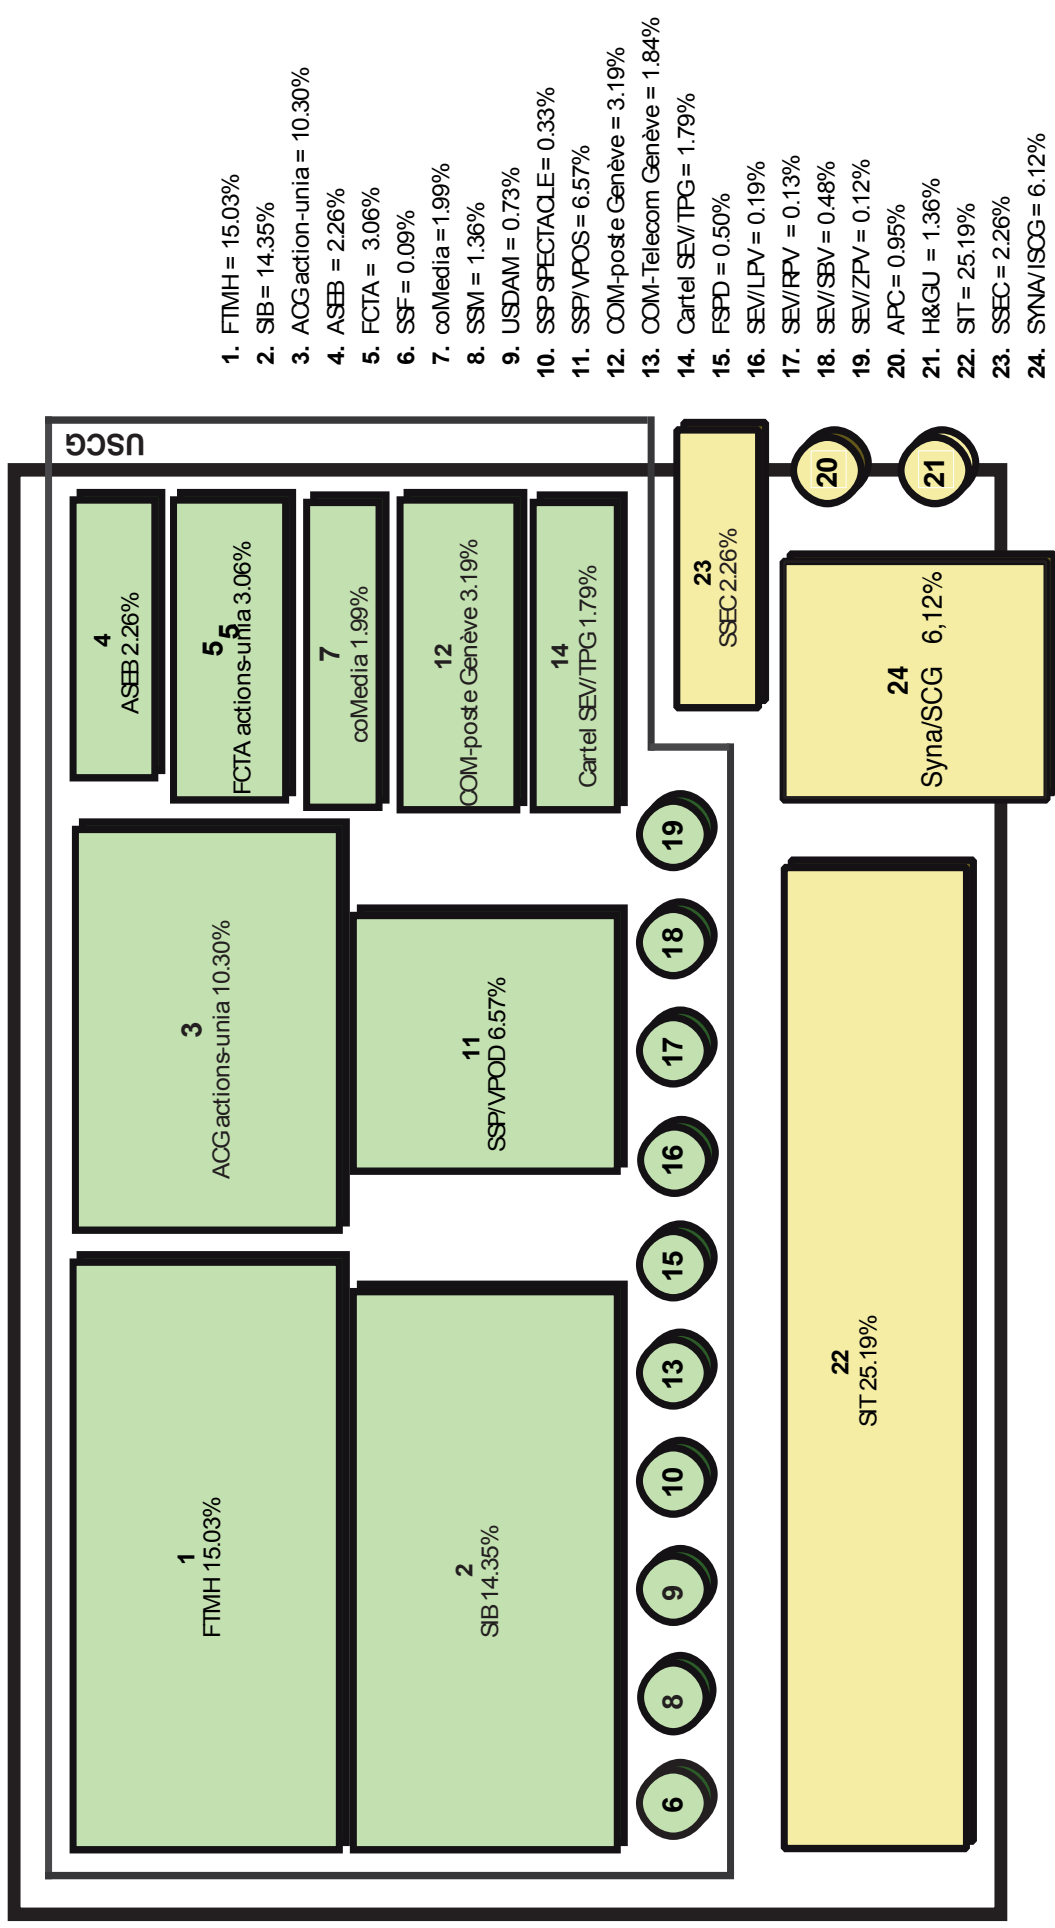 USCG
1
FTMH 15.03%
3
ACG actions-unia 10.30%
4
ASEB 2.26%
5
5
FCTA actions-unia 3.06%
7
coMedia 1.99%
12
COM-poste Genève 3.19%
14
Cartel SEV/TPG 1.79%
2
SIB 14.35%
11
SSP/VPOD 6.57%
6
8
9
10
13
15
16
17
18
19
22
SIT 25.19%
24
Syna/SCG 6,12%
23
SSEC 2.26%
20
21
1. FTMH = 15.03%
2. SIB = 14.35%
3. ACG action-unia = 10.30%
4. ASEB = 2.26%
5. FCTA = 3.06%
6. SSF = 0.09%
7. coMedia = 1.99%
8. SSM = 1.36%
9. USDAM = 0.73%
10. SSP SPECTACLE = 0.33%
11. SSP/VPOS = 6.57%
12. COM-poste Genève = 3.19%
13. COM-Telecom Genève = 1.84%
14. Cartel SEV/TPG = 1.79%
15. FSPD = 0.50%
16. SEV/LPV = 0.19%
17. SEV/RPV = 0.13%
18. SEV/SBV = 0.48%
19. SEV/ZPV = 0.12%
20. APC = 0.95%
21. H&GU = 1.36%
22. SIT = 25.19%
23. SSEC = 2.26%
24. SYNA/ISCG = 6.12%